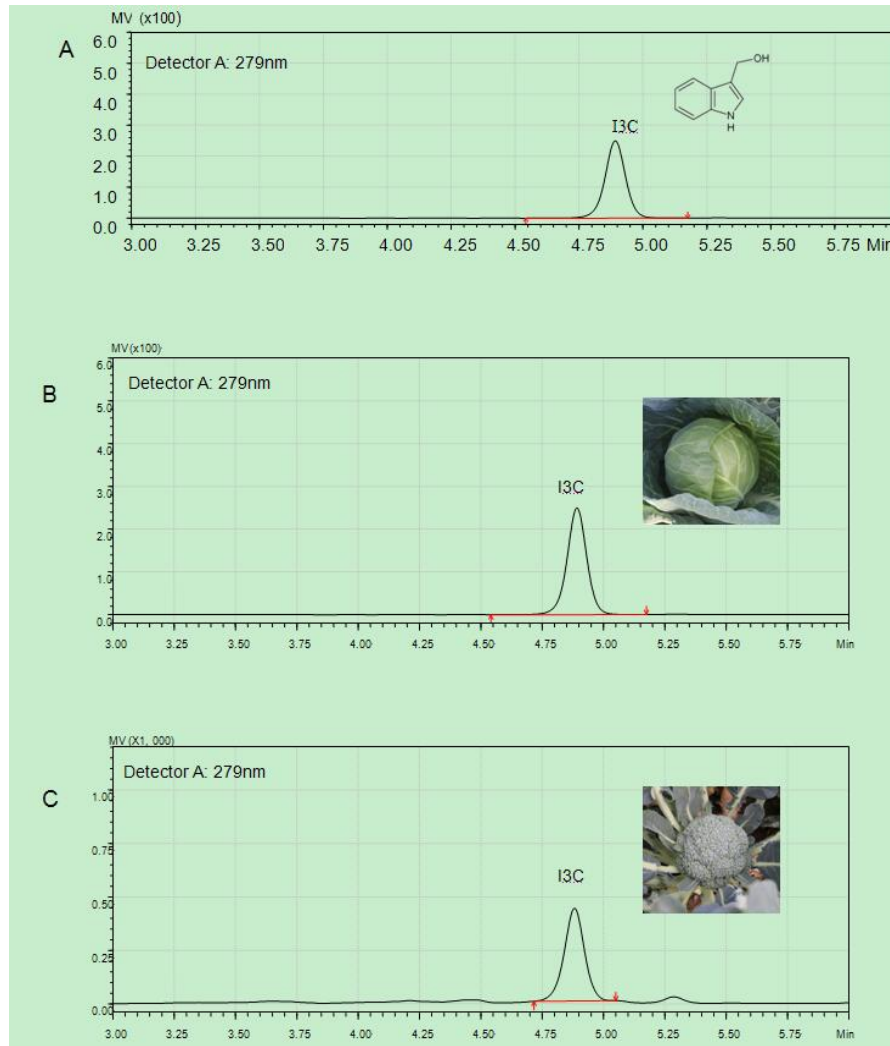 MV (x100)
A
6.0
Detector A: 279nm
OH
5.0
4.0
I3C
N
H
3.0
2.0
1.0
0.0
3.00 3.25 3.50 3.75 4.00 4.25 4.50 4.75 5.00 5.25 5.50 5.75 Min
MV(x100)
B
6.0
Detector A: 279nm
5.0
4.0
I3C
3.0
2.0
1.0
0.0
3.00 3.25 3.50 3.75 4.00 4.25 4.50 4.75 5.00 5.25 5.50 5.75 Min
MV (X1, 000)
Detector A: 279nm
C
1.00
0.75
I3C
0.50
0.25
0.00
3.00 3.25 3.50 3.75 4.00 4.25 4.50 4.75 5.00 5.25 5.50 5.75 Min